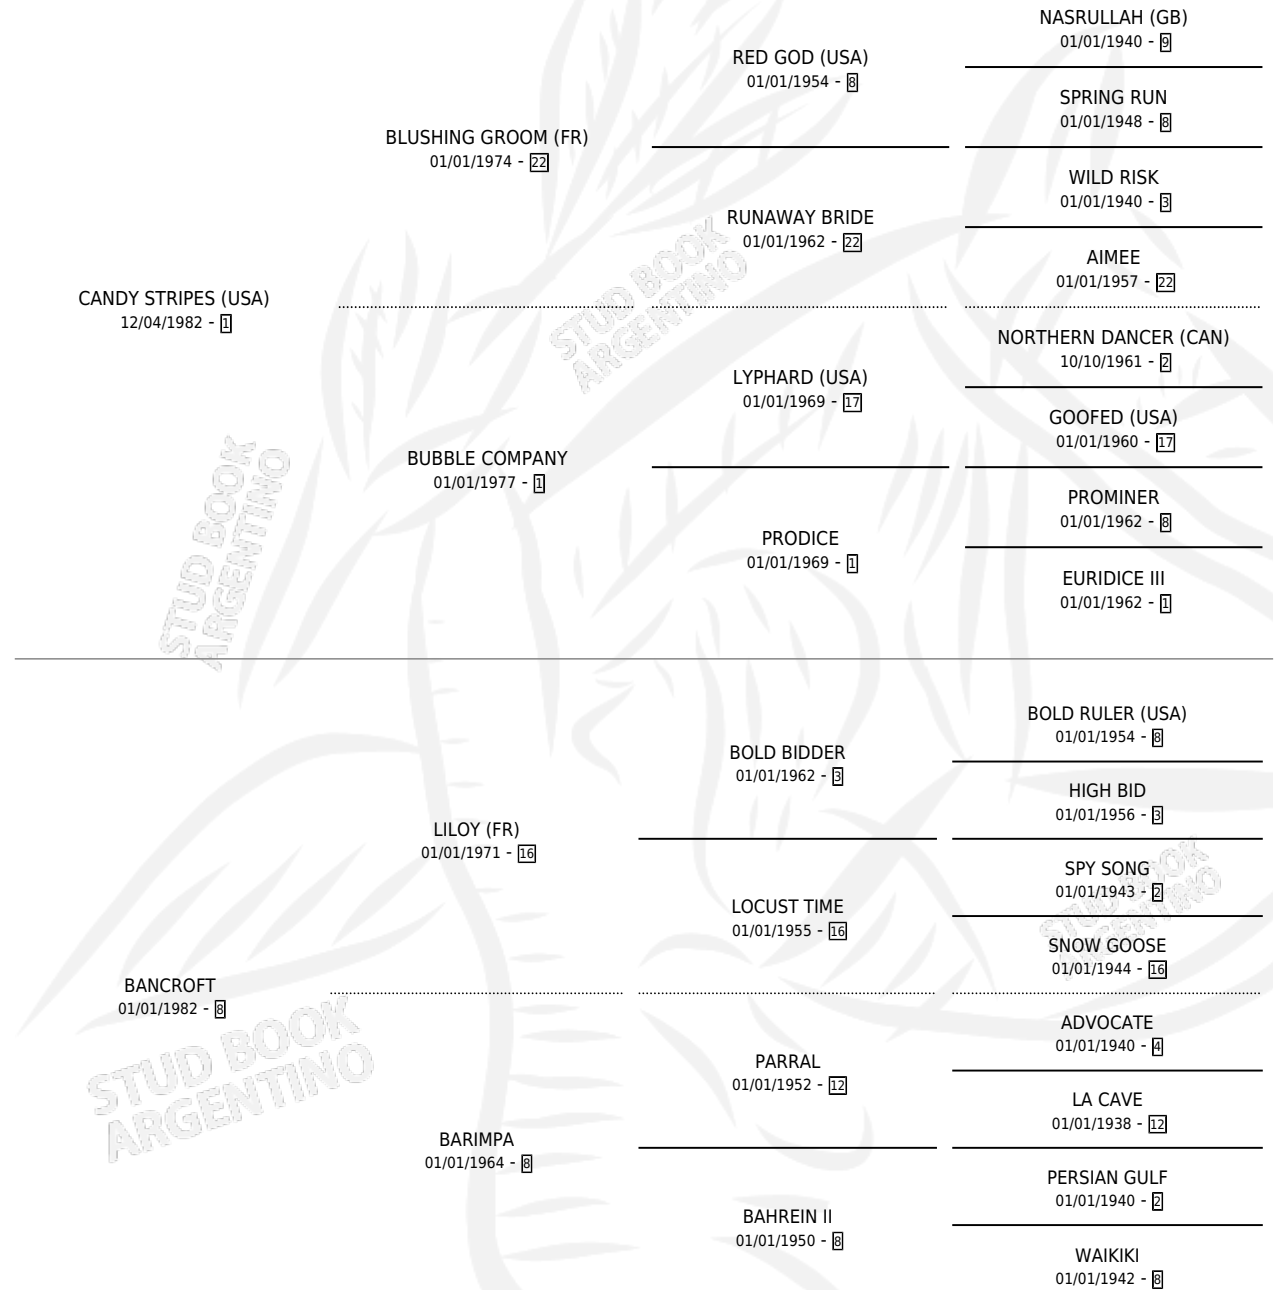 NASRULLAH (GB)
01/01/1940 - 9
RED GOD (USA)
01/01/1954 - 8
SPRING RUN
01/01/1948 - 8
BLUSHING GROOM (FR)
01/01/1974 - 22
WILD RISK
01/01/1940 - 3
RUNAWAY BRIDE
01/01/1962 - 22
AIMEE
01/01/1957 - 22
CANDY STRIPES (USA)
12/04/1982 - 1
NORTHERN DANCER (CAN)
10/10/1961 - 2
LYPHARD (USA)
01/01/1969 - 17
GOOFED (USA)
01/01/1960 - 17
BUBBLE COMPANY
01/01/1977 - 1
PROMINER
01/01/1962 - 8
PRODICE
01/01/1969 - 1
EURIDICE III
01/01/1962 - 1
BOLD RULER (USA)
01/01/1954 - 8
BOLD BIDDER
01/01/1962 - 3
HIGH BID
01/01/1956 - 3
LILOY (FR)
01/01/1971 - 16
SPY SONG
01/01/1943 - 2
LOCUST TIME
01/01/1955 - 16
SNOW GOOSE
01/01/1944 - 16
BANCROFT
01/01/1982 - 8
ADVOCATE
01/01/1940 - 4
PARRAL
01/01/1952 - 12
LA CAVE
01/01/1938 - 12
BARIMPA
01/01/1964 - 8
PERSIAN GULF
01/01/1940 - 2
BAHREIN II
01/01/1950 - 8
WAIKIKI
01/01/1942 - 8
STUD BOOK
ARGENTINO
STUD BOOK
ARGENTINO
STUD BOOK
ARGENTINO
STUD BOOK
ARGENTINO